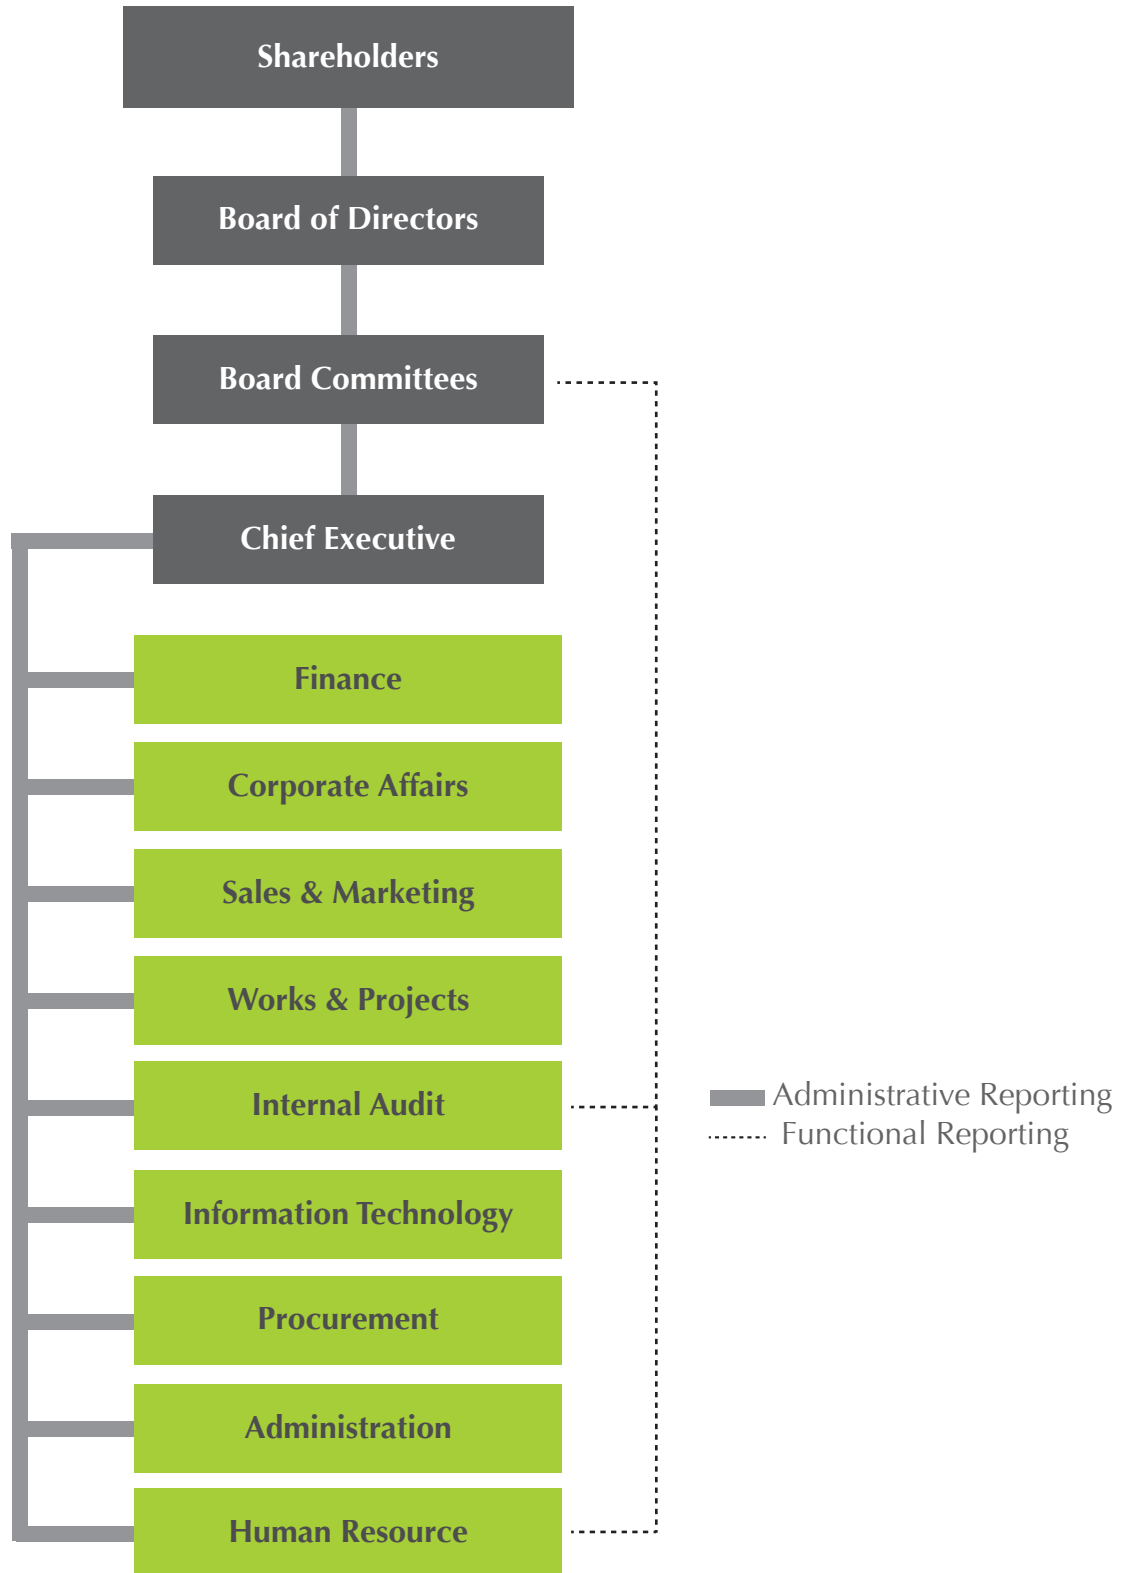 Shareholders
Board of Directors
Board Committees
Chief Executive
Finance
Corporate Affairs
Sales & Marketing
Works & Projects
Internal Audit
Administrative Reporting
Functional Reporting
Information Technology
Procurement
Administration
Human Resource